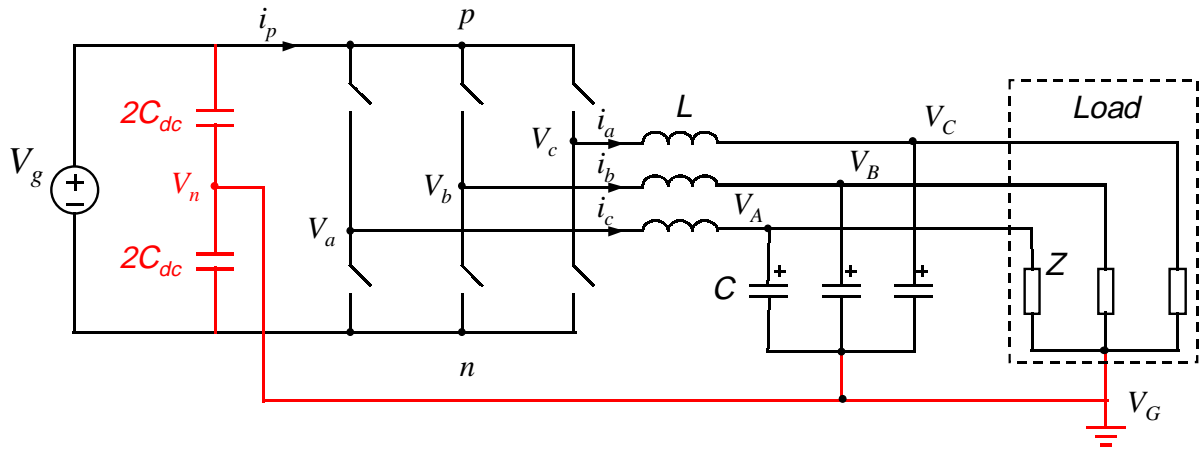 i_p
p
2C_dc
V_g
+
−
V_n
2C_dc
V_a
V_b
V_c
i_a
L
i_b
i_c
V_C
V_B
V_A
Load
C
+
+
+
Z
n
V_G